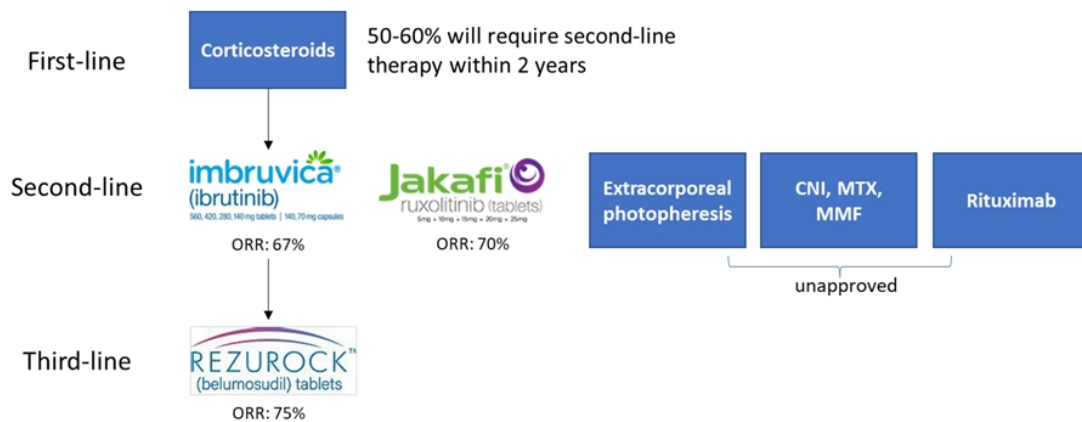 First-line
Corticosteroids
50-60% will require second-line
therapy within 2 years
Second-line
imbruvica®
(ibrutinib)
560, 420, 280, 140 mg tablets | 140, 70 mg capsules
ORR: 67%
Jakafi®
ruxolitinib (tablets)
5mg • 10mg • 15mg • 20mg • 25mg
ORR: 70%
Extracorporeal
photopheresis
CNI, MTX,
MMF
Rituximab
unapproved
Third-line
REZUROCK™
(belumosudil) tablets
ORR: 75%